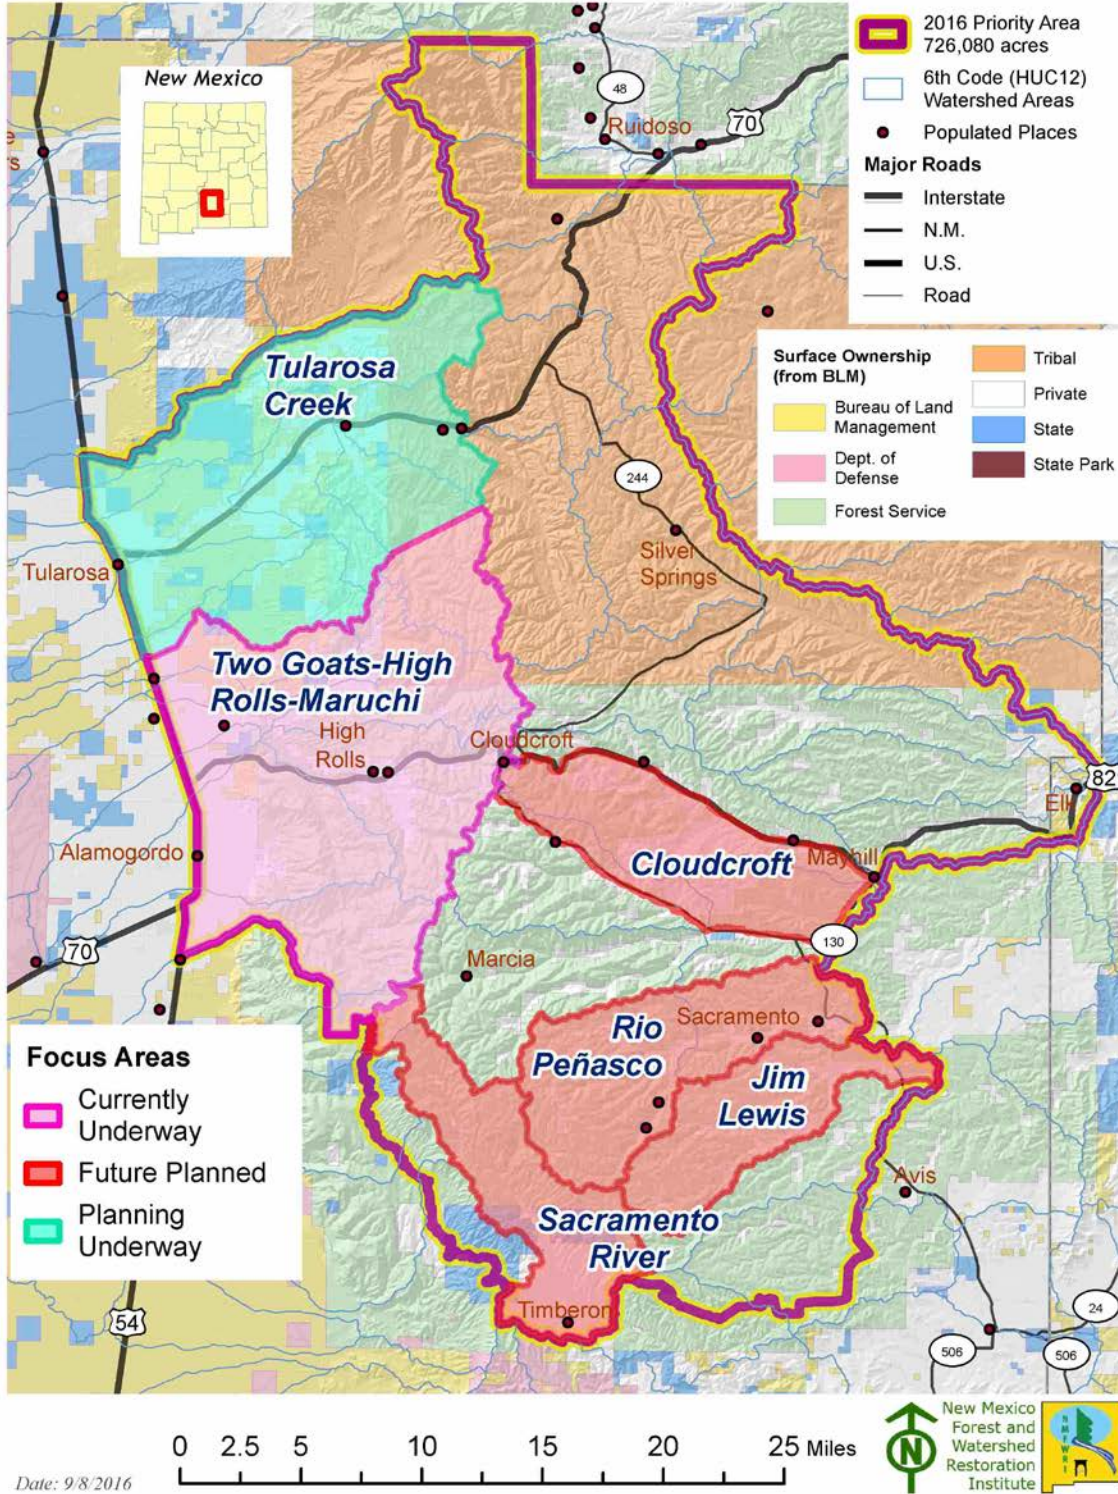 New Mexico
48
Ruidoso
70
2016 Priority Area
726,080 acres
6th Code (HUC12)
Watershed Areas
Populated Places
Major Roads
Interstate
N.M.
U.S.
Road
Surface Ownership
(from BLM)
Bureau of Land
Management
Dept. of
Defense
Forest Service
Tribal
Private
State
State Park
Tularosa
Creek
244
Silver
Springs
Tularosa
Two Goats-High
Rolls-Maruchi
High
Rolls
Cloudcroft
82
Elk
Alamogordo
Cloudcroft
Mayhill
70
130
Marcia
Rio
Peñasco
Sacramento
Jim
Lewis
Focus Areas
Currently
Underway
Future Planned
Planning
Underway
Avis
Sacramento
River
Timberon
54
24
506
506
0 2.5 5 10 15 20 25 Miles
Date: 9/8/2016
N
New Mexico
Forest and
Watershed
Restoration
Institute
NMFWRI